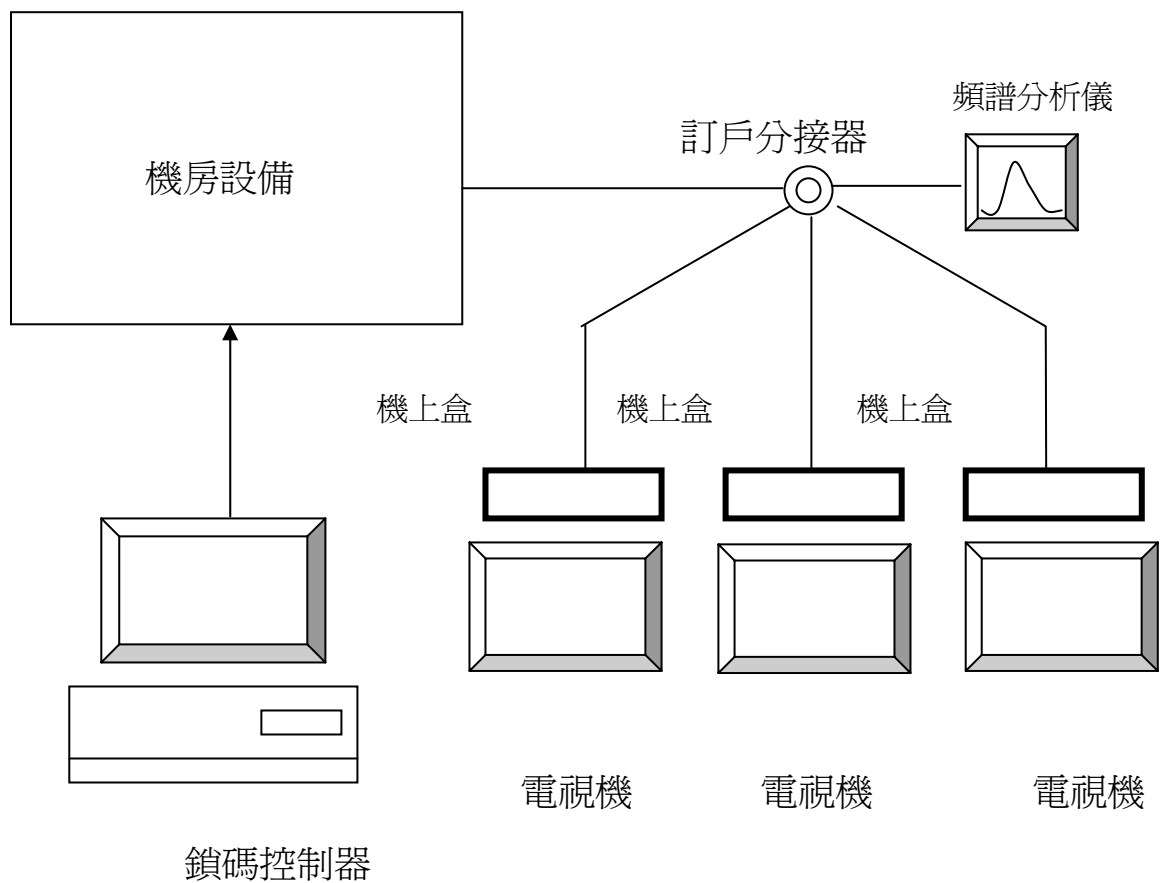 頻譜分析儀
訂戶分接器
機房設備
機上盒 機上盒 機上盒
電視機 電視機 電視機
鎖碼控制器